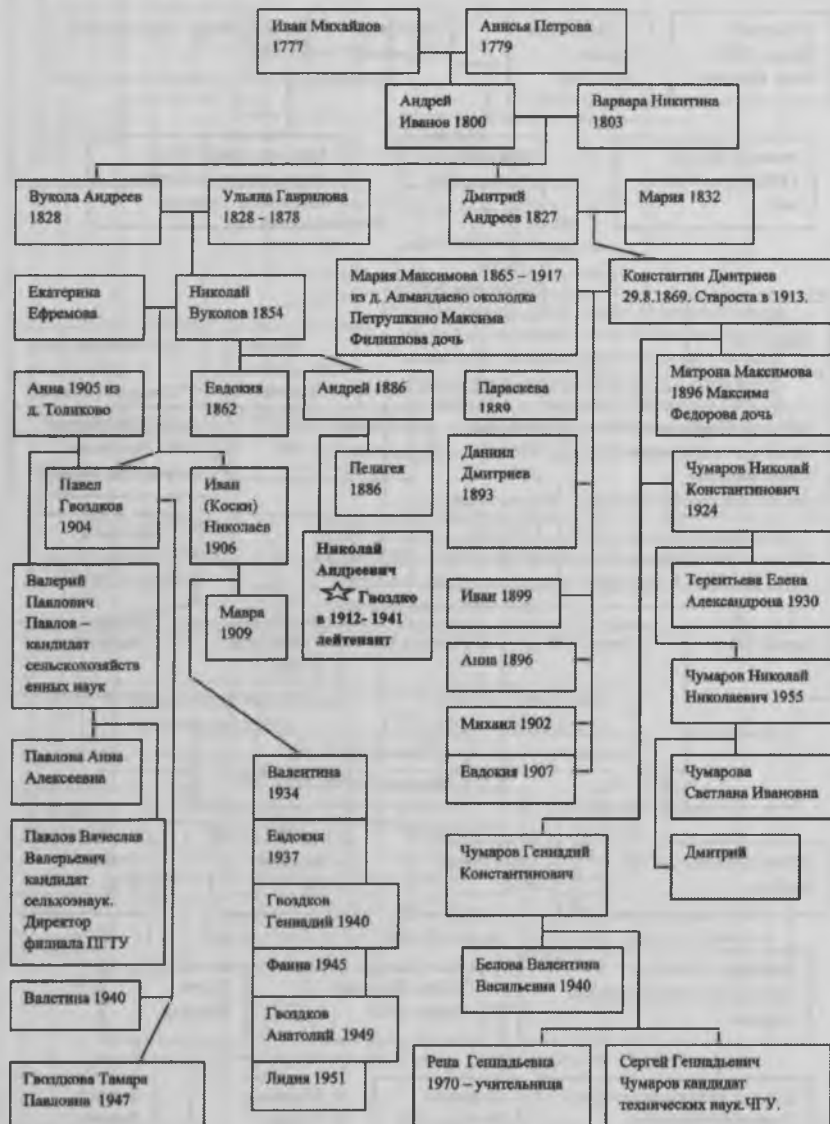 Иван Михайлов
1777
Анисья Петрова
1779
Андрей
Иванов 1800
Варвара Никитина
1803
Вукола Андреев
1828
Ульяна Гаврилова
1828 - 1878
Дмитрий
Андреев 1827
Мария 1832
Екатерина
Ефремова
Николай
Вуколов 1854
Мария Максимова 1865 – 1917
из д. Алмандаево околодка
Петрушкино Максима
Филиппова дочь
Константин Дмитриев
29.8.1869. Староста в 1913.
Анна 1905 из
д. Толиково
Евдокия
1862
Андрей 1886
Параскева
1889
Матрона Максимова
1896 Максима
Федорова дочь
Павел
Гвоздков
1904
Иван
(Коски)
Николаев
1906
Пелагея
1886
Даниил
Дмитриев
1893
Чумаров Николай
Константинович
1924
Валерий
Павлович
Павлов –
кандидат
сельскохозяйств
енных наук
Мавра
1909
Николай
Андреевич
Гвоздко
в 1912- 1941
лейтенант
Иван 1899
Терентьева Елена
Александрона 1930
Анна 1896
Чумаров Николай
Николаевич 1955
Михаил 1902
Павлова Анна
Алексеевна
Валентина
1934
Евдокия 1907
Чумарова
Светлана Ивановна
Павлов Вячеслав
Валерьевич
кандидат
сельхознаук.
Директор
филиала ПГТУ
Евдокия
1937
Чумаров Геннадий
Константинович
Дмитрий
Гвоздков
Геннадий 1940
Фаина 1945
Белова Валентина
Васильевна 1940
Валетина 1940
Гвоздков
Анатолий 1949
Гвоздкова Тамара
Павловна 1947
Лидия 1951
Рена Геннадьевна
1970 – учительница
Сергей Геннадьевич
Чумаров кандидат
технических наук.ЧГУ.